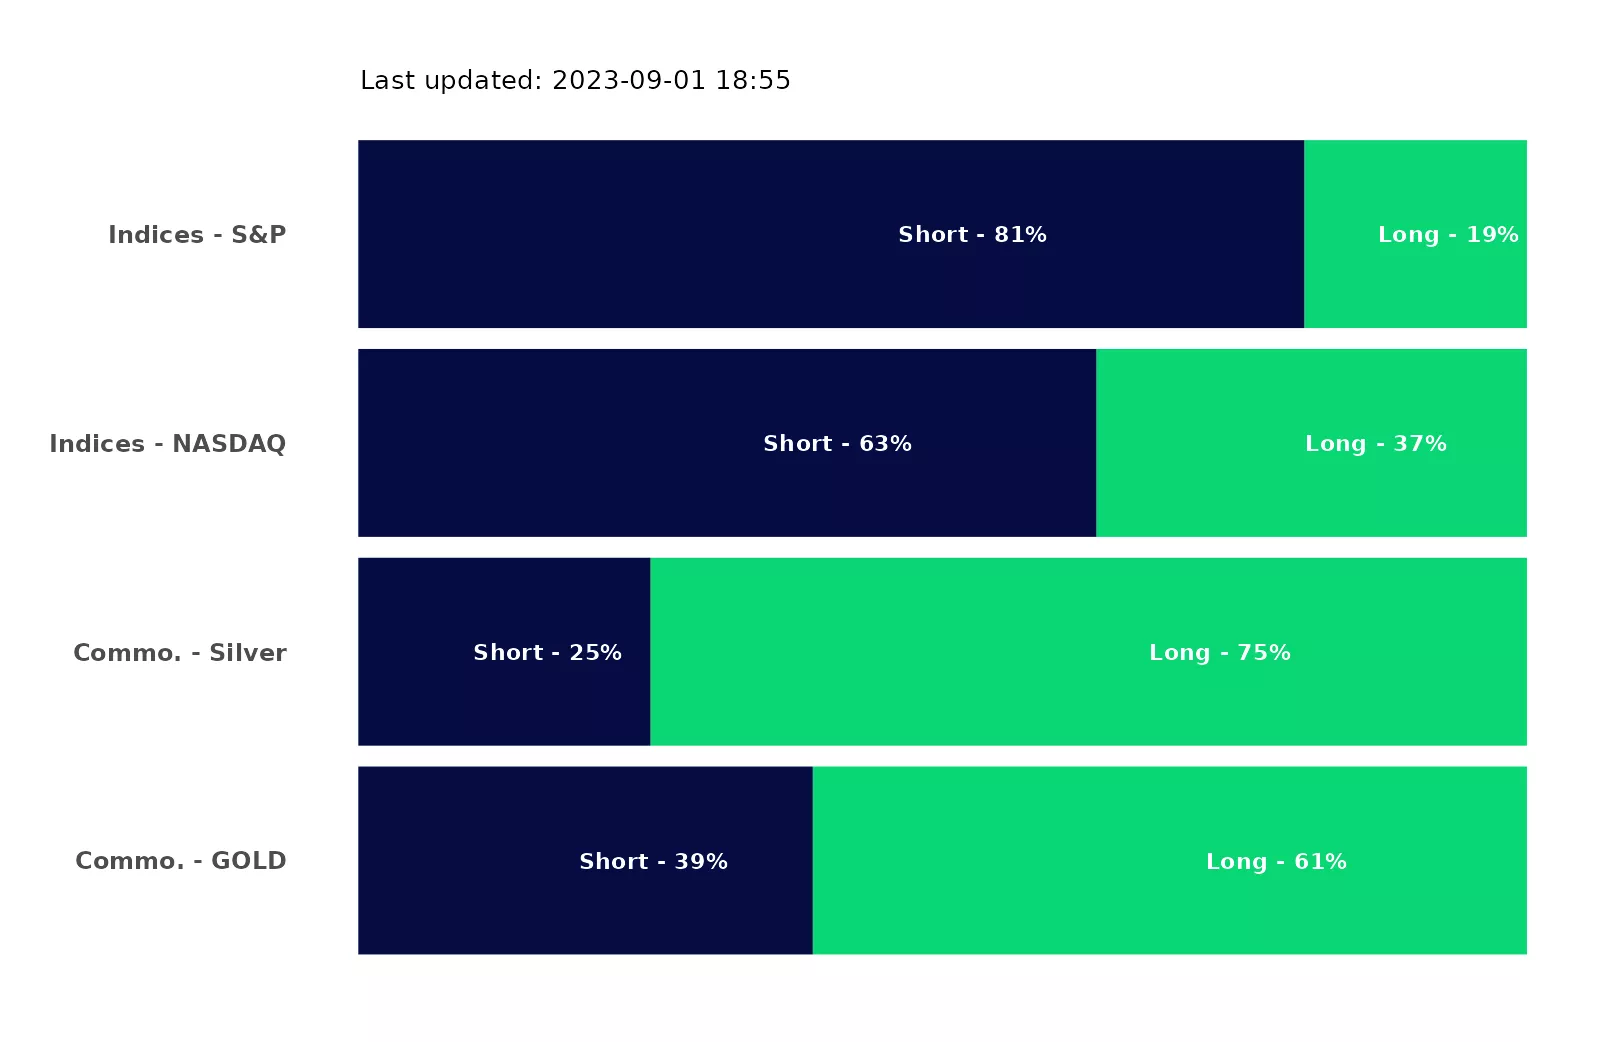 Last updated: 2023-09-01 18:55
Indices - S&P
Short - 81%
Long - 19%
Indices - NASDAQ
Short - 63%
Long - 37%
Commo. - Silver
Short - 25%
Long - 75%
Commo. - GOLD
Short - 39%
Long - 61%